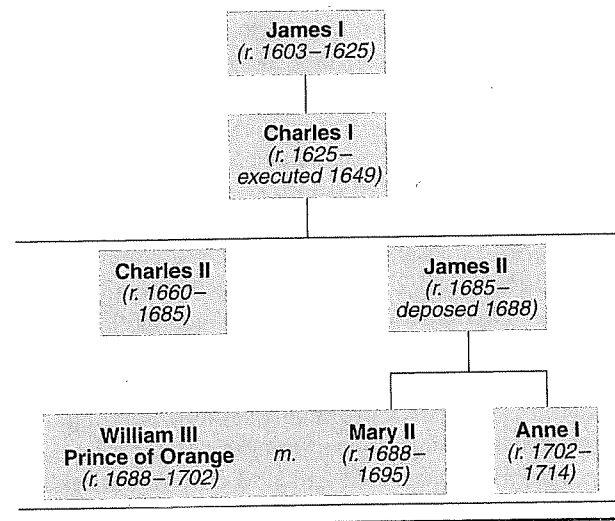 James I
(r. 1603–1625)
Charles I
(r. 1625–
executed 1649)
Charles II
(r. 1660–
1685)
James II
(r. 1685–
deposed 1688)
William III
Prince of Orange
(r. 1688–1702)
m.
Mary II
(r. 1688–
1695)
Anne I
(r. 1702–
1714)